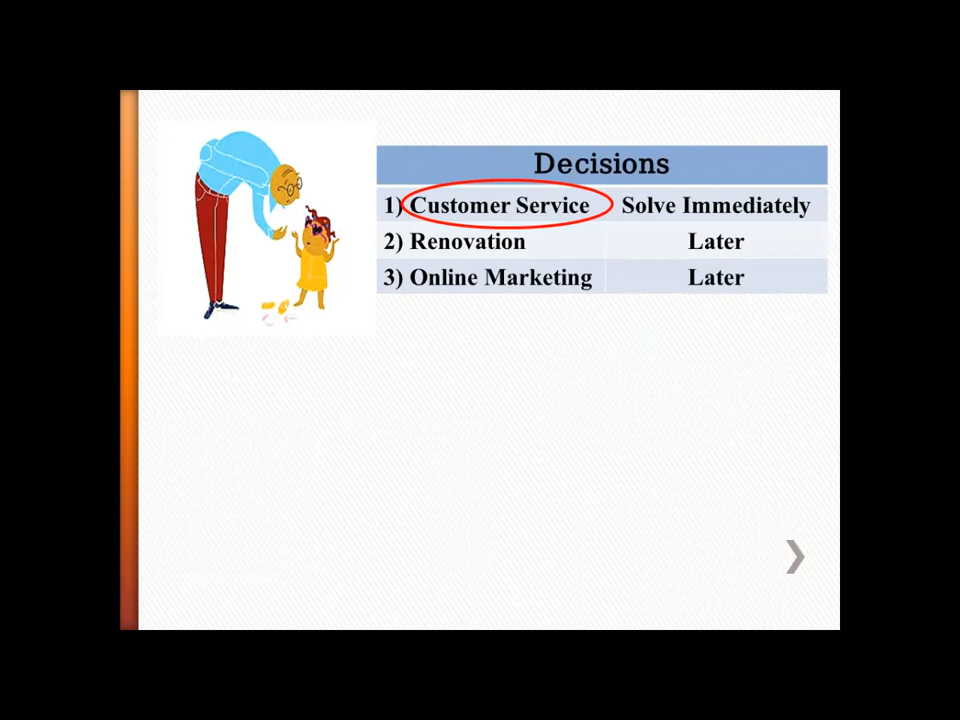 Decisions
1) Customer Service Solve Immediately
2) Renovation Later
3) Online Marketing Later